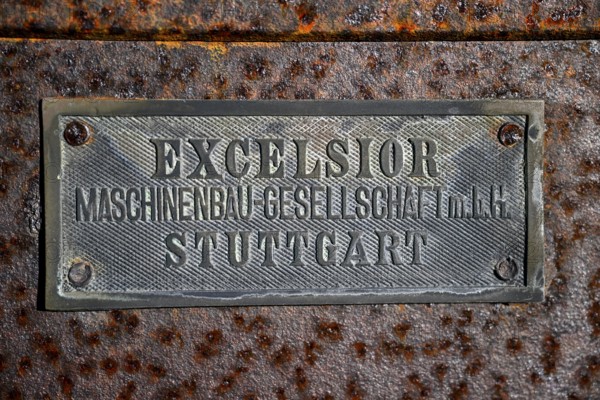 EXCELSIOR
MASCHINENBAU-GESELLSCHAFT m.b.H.
STUTTGART